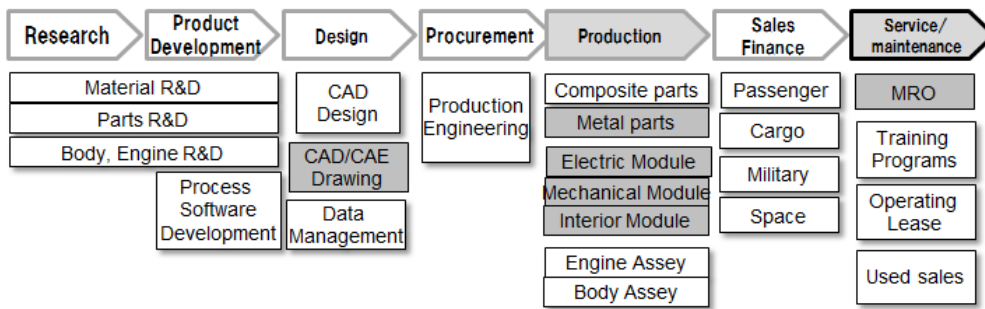 Research
Product
Development
Design
Procurement
Production
Sales
Finance
Service/
maintenance
Material R&D
Parts R&D
Body, Engine R&D
Process
Software
Development
CAD
Design
CAD/CAE
Drawing
Data
Management
Production
Engineering
Composite parts
Metal parts
Electric Module
Mechanical Module
Interior Module
Engine Assey
Body Assey
Passenger
Cargo
Military
Space
MRO
Training
Programs
Operating
Lease
Used sales